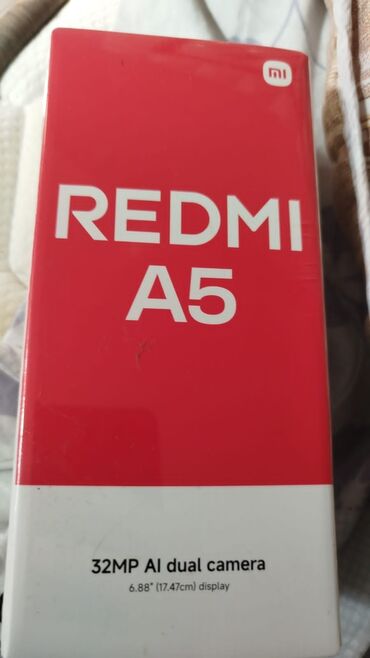 mi
REDMI
A5
32MP AI dual camera
6.88" (17.47cm) display